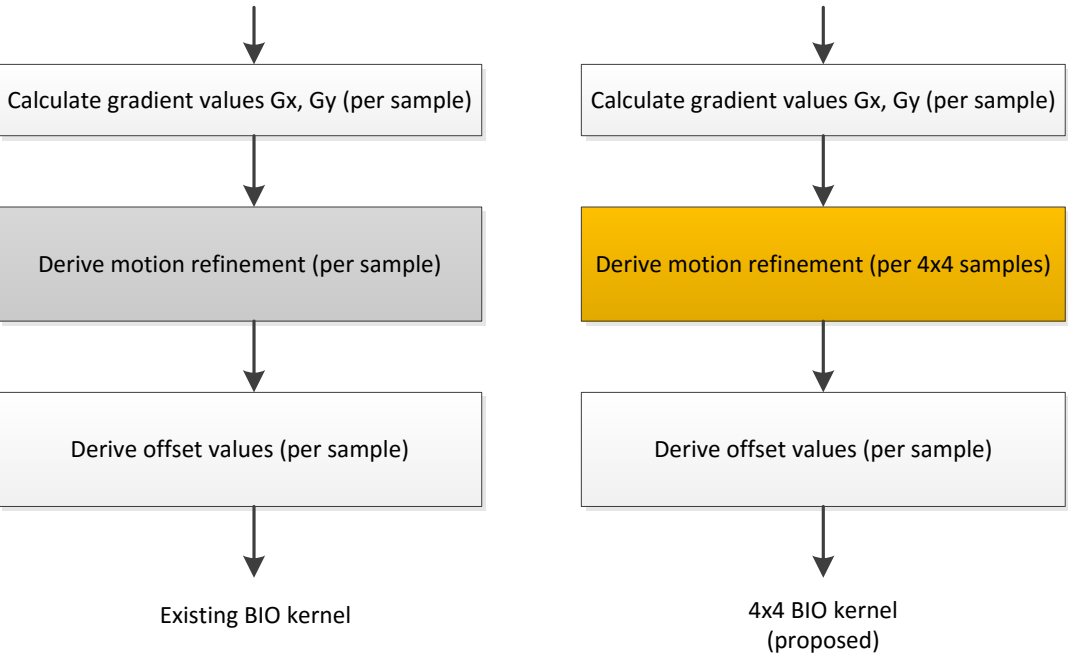 Calculate gradient values Gx, Gy (per sample)
Derive motion refinement (per sample)
Derive offset values (per sample)
Existing BIO kernel
Calculate gradient values Gx, Gy (per sample)
Derive motion refinement (per 4x4 samples)
Derive offset values (per sample)
4x4 BIO kernel
(proposed)